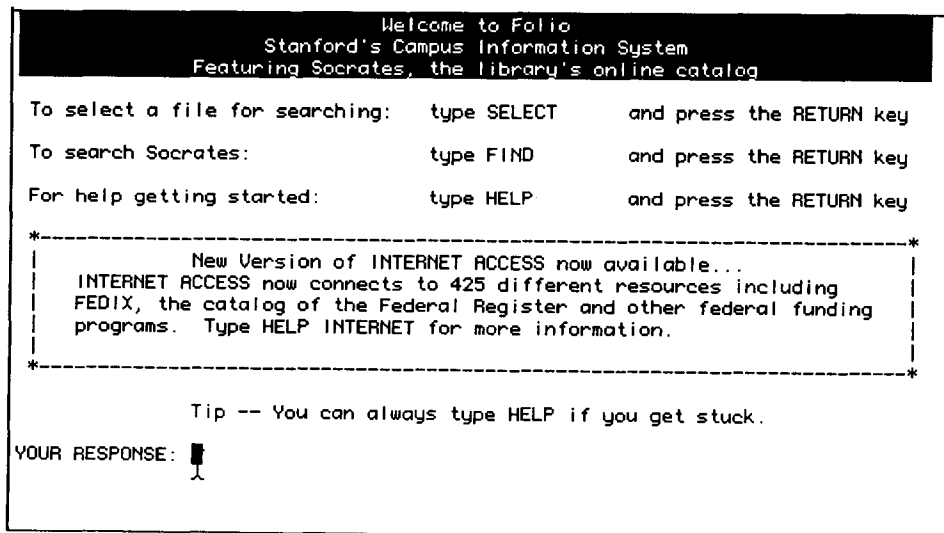 Welcome to Folio
Stanford's Campus Information System
Featuring Socrates, the library's online catalog
To select a file for searching: type SELECT and press the RETURN key
To search Socrates: type FIND and press the RETURN key
For help getting started: type HELP and press the RETURN key
*----------------------------------------------------------------------*
| New Version of INTERNET ACCESS now available... |
| INTERNET ACCESS now connects to 425 different resources including |
| FEDIX, the catalog of the Federal Register and other federal funding |
| programs. Type HELP INTERNET for more information. |
| |
*----------------------------------------------------------------------*
Tip -- You can always type HELP if you get stuck.
YOUR RESPONSE: